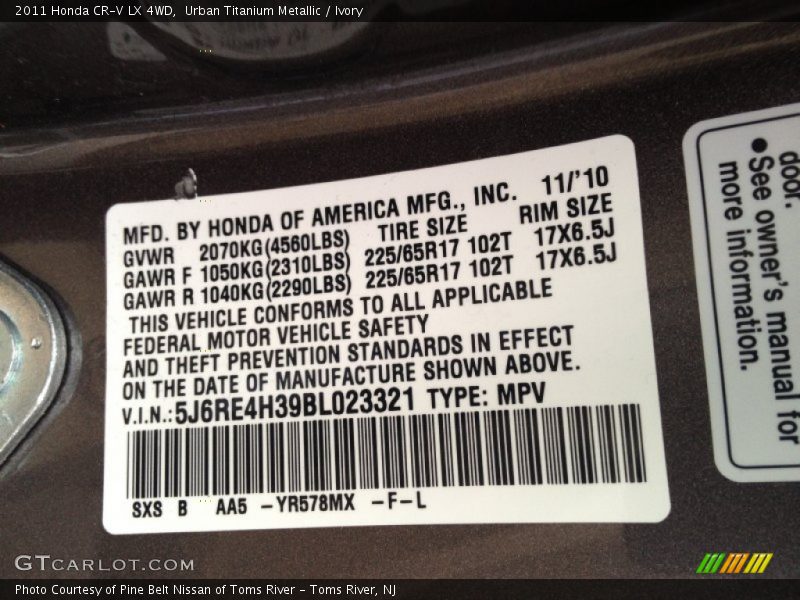 2011 Honda CR-V LX 4WD, Urban Titanium Metallic / Ivory
MFD. BY HONDA OF AMERICA MFG., INC. 11/'10
GVWR 2070KG(4560LBS) TIRE SIZE RIM SIZE
GAWR F 1050KG(2310LBS) 225/65R17 102T 17X6.5J
GAWR R 1040KG(2290LBS) 225/65R17 102T 17X6.5J
THIS VEHICLE CONFORMS TO ALL APPLICABLE
FEDERAL MOTOR VEHICLE SAFETY
AND THEFT PREVENTION STANDARDS IN EFFECT
ON THE DATE OF MANUFACTURE SHOWN ABOVE.
V.I.N.:5J6RE4H39BL023321 TYPE: MPV
SXS B AA5 -YR578MX -F-L
door.
●See owner's manual for
more information.
GTCARLOT.COM
Photo Courtesy of Pine Belt Nissan of Toms River - Toms River, NJ